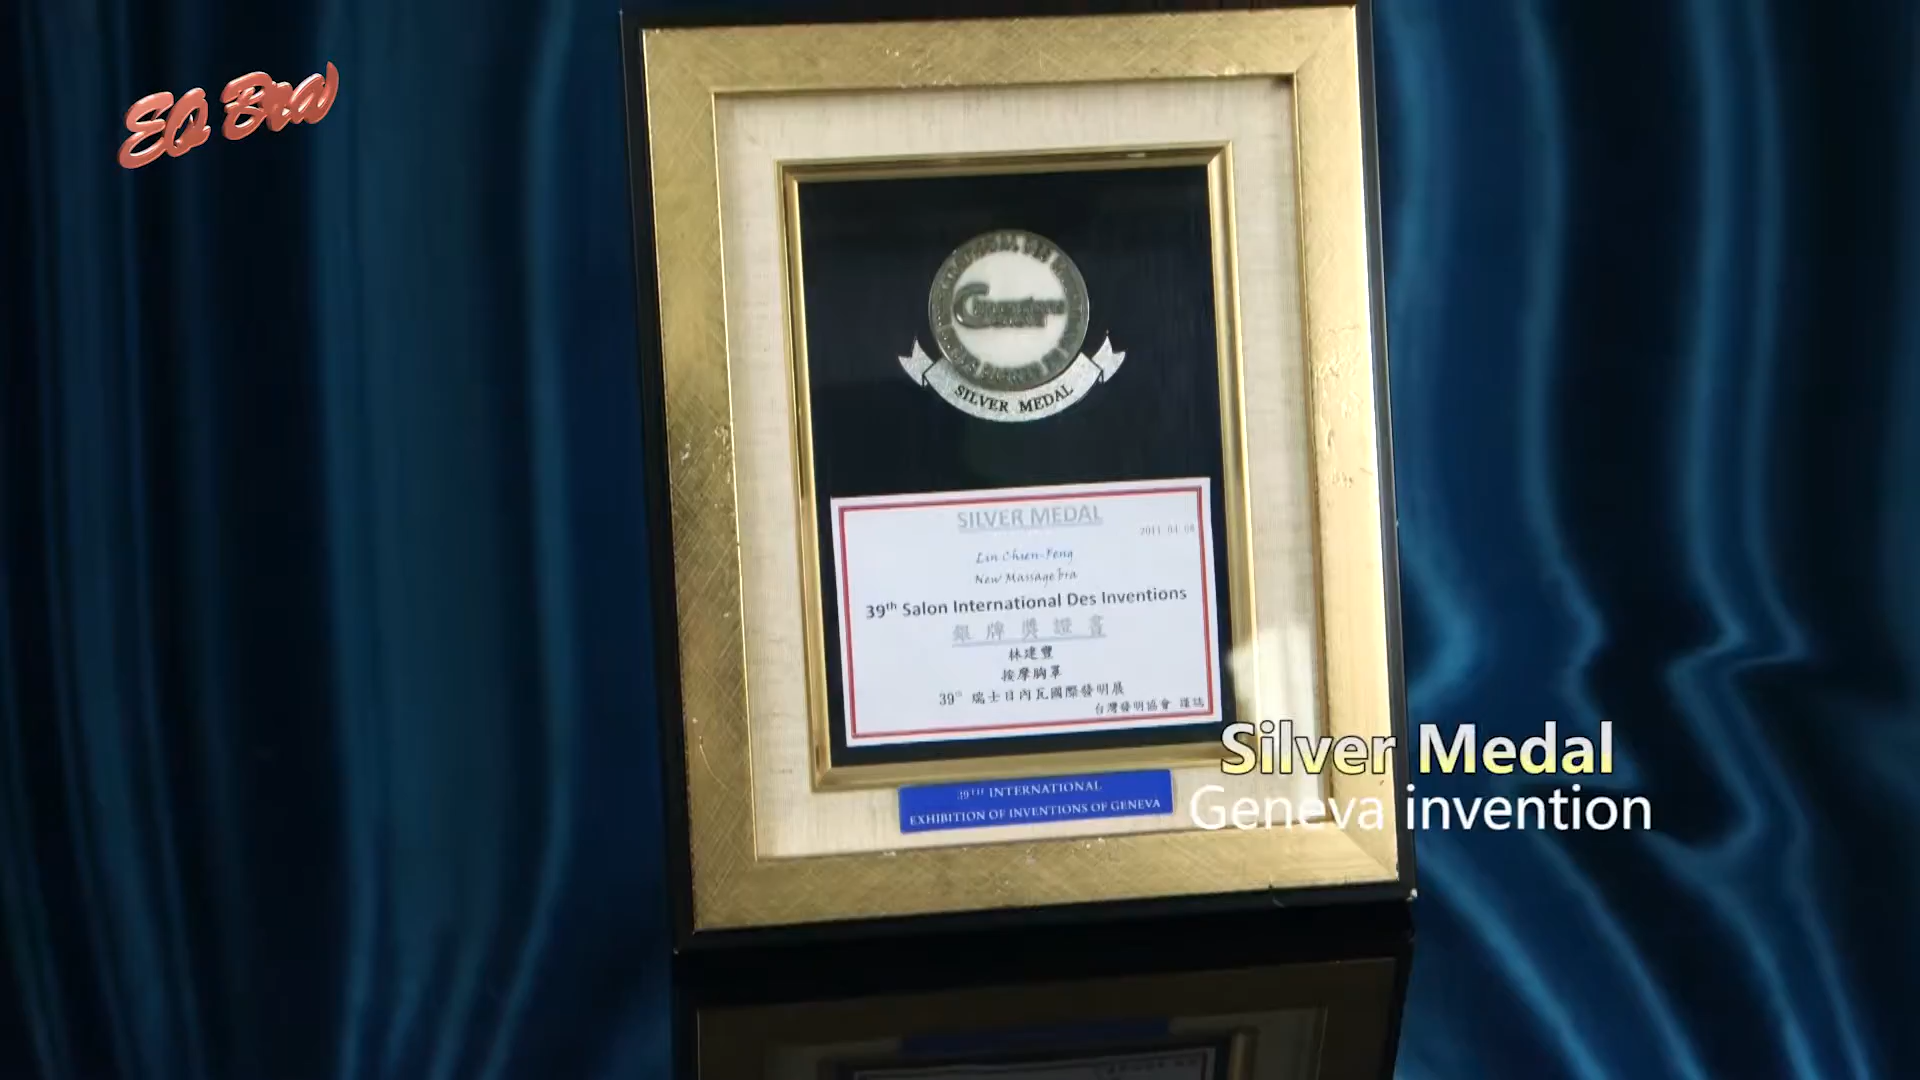 EQ Bra
SILVER MEDAL
SILVER MEDAL
2011.04.08
Lin Chien-Feng
New Massage bra
39th Salon International Des Inventions
銀牌獎證書
林建豐
按摩胸罩
39th 瑞士日內瓦國際發明展
台灣發明協會 謹誌
39TH INTERNATIONAL
EXHIBITION OF INVENTIONS OF GENEVA
Silver Medal
Geneva invention